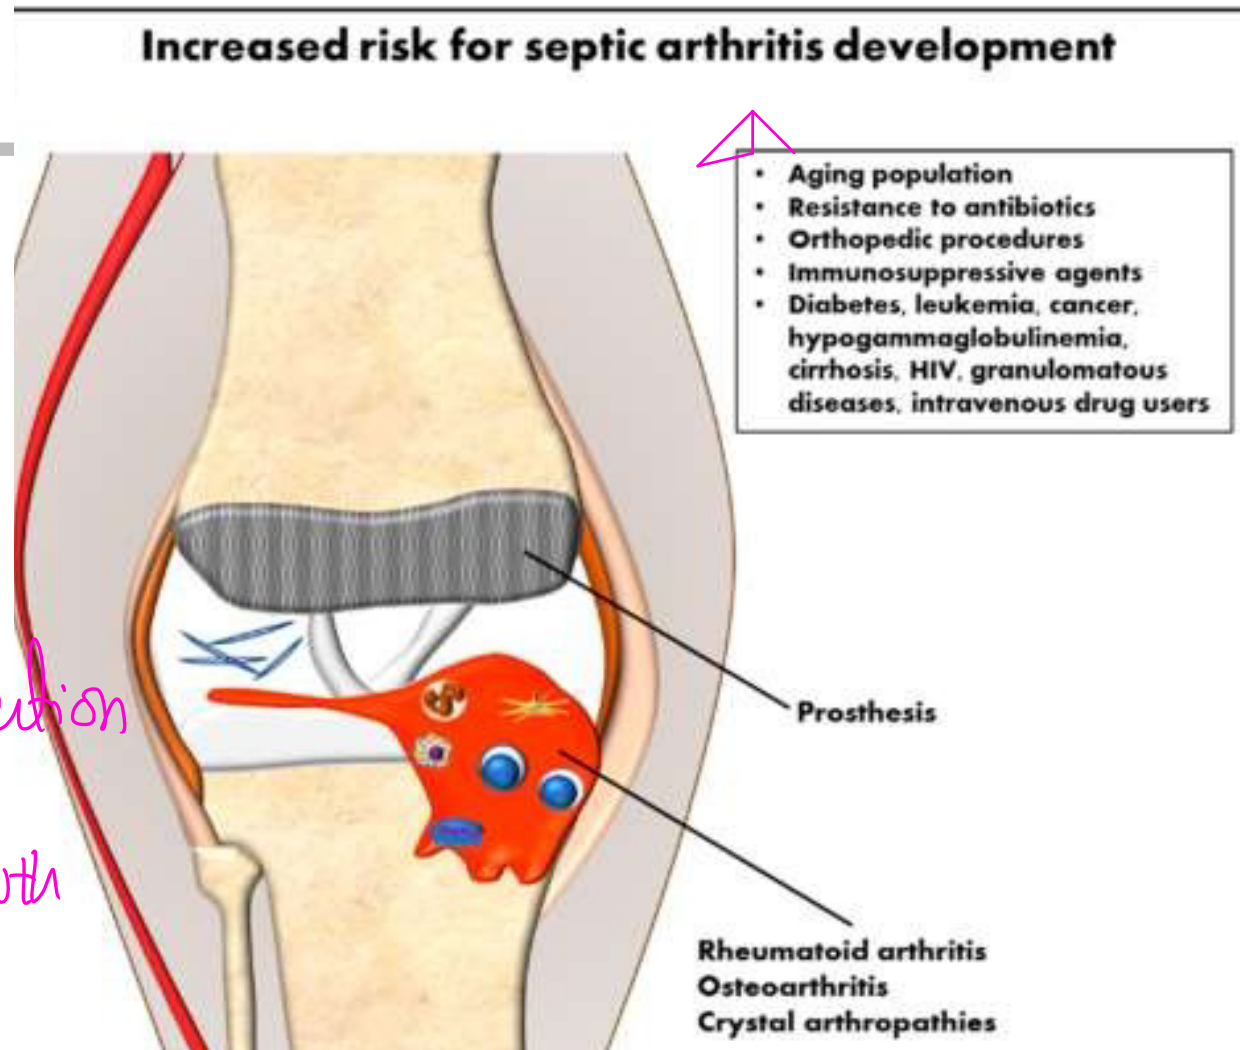 Increased risk for septic arthritis development
• Aging population
• Resistance to antibiotics
• Orthopedic procedures
• Immunosuppressive agents
• Diabetes, leukemia, cancer,
hypogammaglobulinemia,
cirrhosis, HIV, granulomatous
diseases, intravenous drug users
Prosthesis
Rheumatoid arthritis
Osteoarthritis
Crystal arthropathies